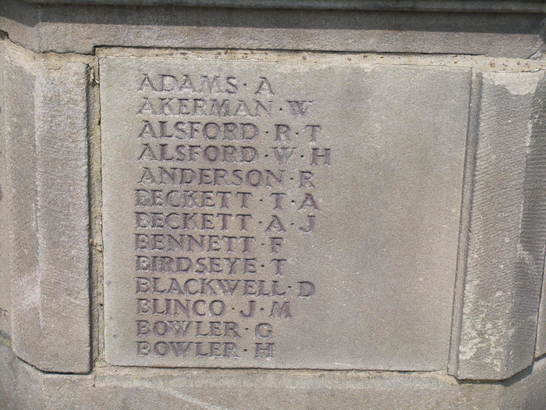 ADAMS·A
AKERMAN·W
ALSFORD·R·T
ALSFORD·W·H
ANDERSON·R
BECKETT·T·A
BECKETT·A·J
BENNETT·F
BIRDSEYE·T
BLACKWELL·D
BLINCO·J·M
BOWLER·G
BOWLER·H